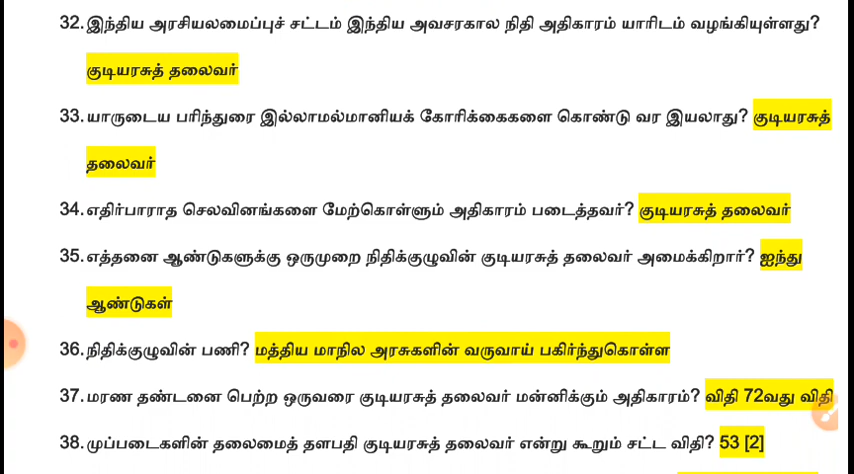 32. இந்திய அரசியலமைப்புச் சட்டம் இந்திய அவசரகால நிதி அதிகாரம் யாரிடம் வழங்கியுள்ளது?
குடியரசுத் தலைவர்
33. யாருடைய பரிந்துரை இல்லாமல்மானியக் கோரிக்கைகளை கொண்டு வர இயலாது? குடியரசுத்
தலைவர்
34. எதிர்பாராத செலவினங்களை மேற்கொள்ளும் அதிகாரம் படைத்தவர்? குடியரசுத் தலைவர்
35. எத்தனை ஆண்டுகளுக்கு ஒருமுறை நிதிக்குழுவின் குடியரசுத் தலைவர் அமைக்கிறார்? ஐந்து
ஆண்டுகள்
36. நிதிக்குழுவின் பணி? மத்திய மாநில அரசுகளின் வருவாய் பகிர்ந்துகொள்ள
37. மரண தண்டனை பெற்ற ஒருவரை குடியரசுத் தலைவர் மன்னிக்கும் அதிகாரம்? விதி 72வது விதி
38. முப்படைகளின் தலைமைத் தளபதி குடியரசுத் தலைவர் என்று கூறும் சட்ட விதி? 53 [2]